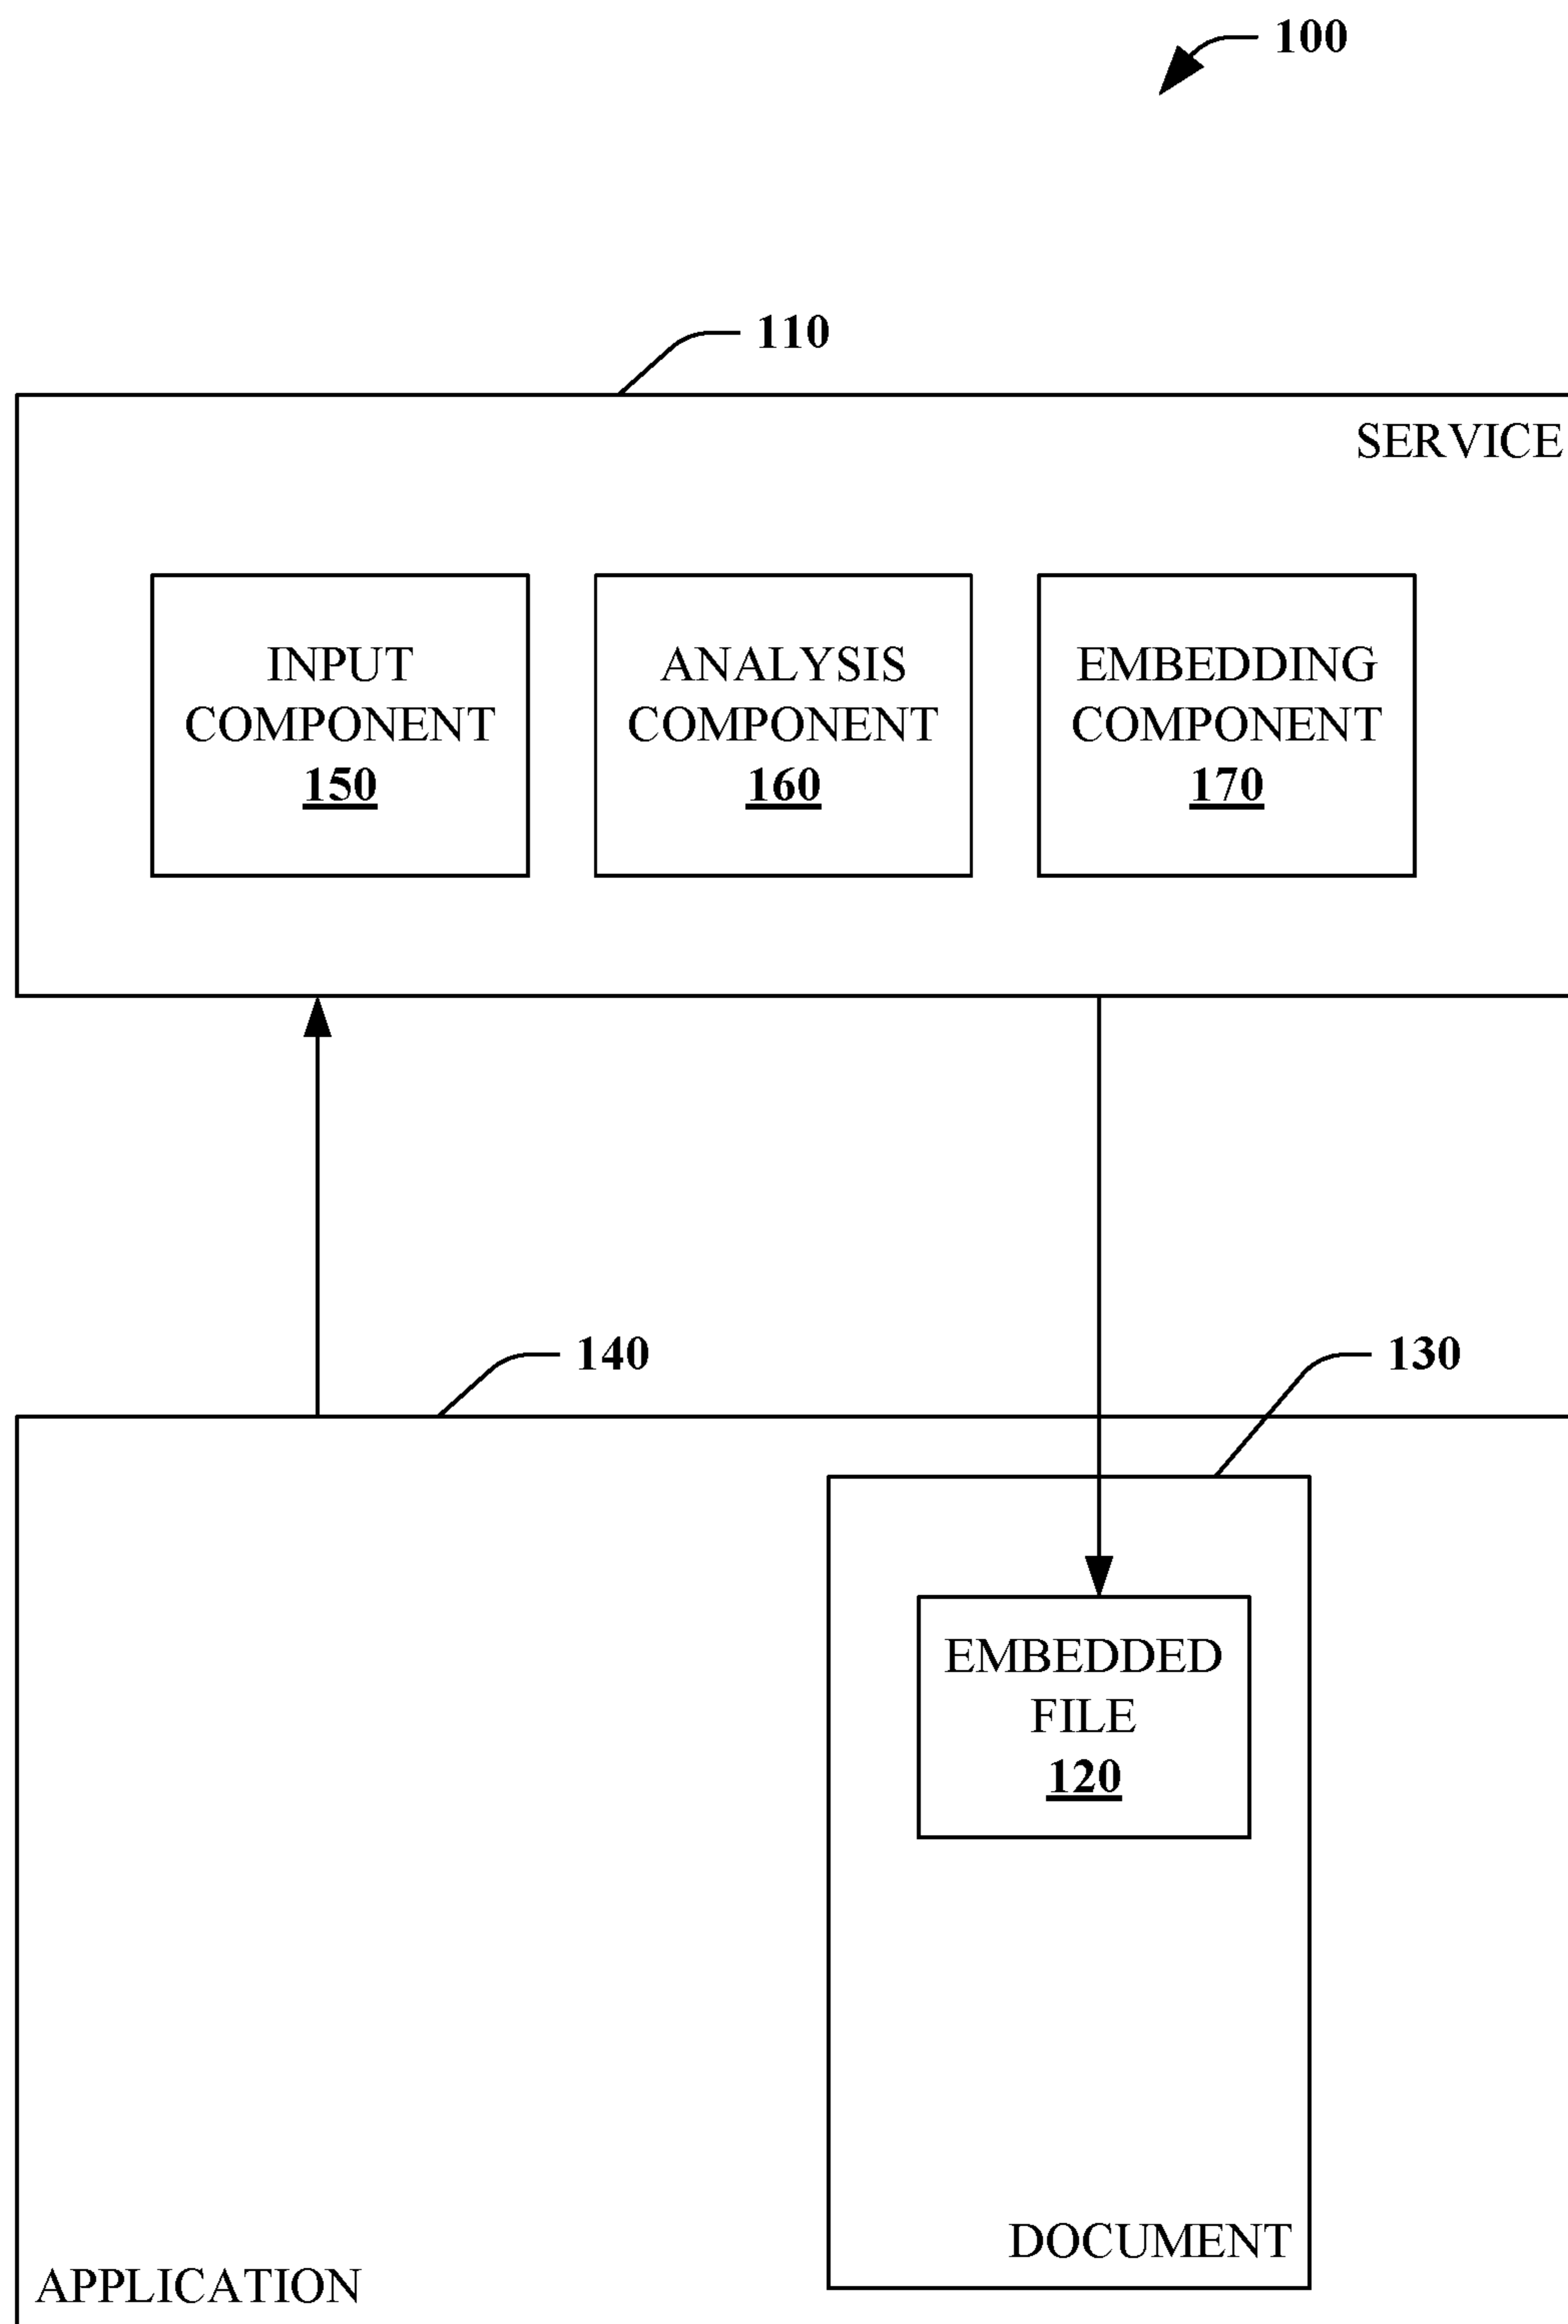 100
110
SERVICE
INPUT
COMPONENT
150
ANALYSIS
COMPONENT
160
EMBEDDING
COMPONENT
170
140
130
EMBEDDED
FILE
120
DOCUMENT
APPLICATION